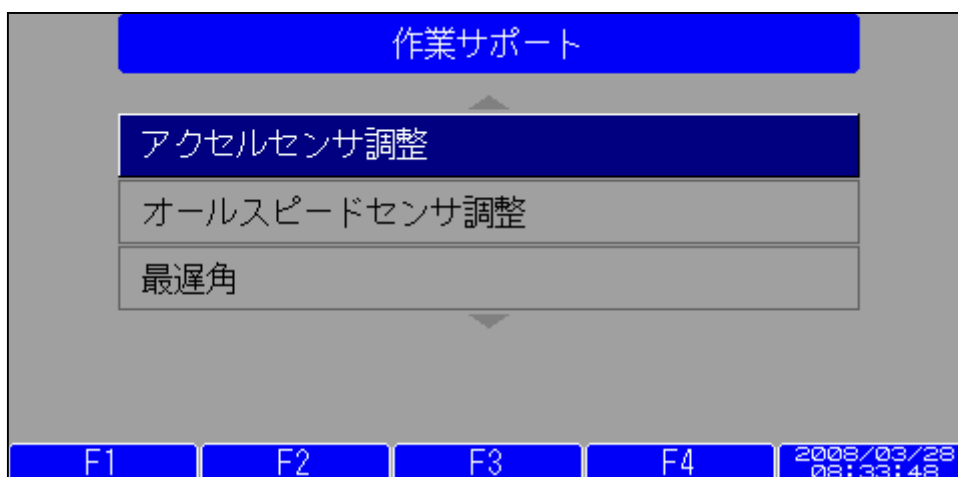 作業サポート
アクセルセンサ調整
オールスピードセンサ調整
最遅角
F1 F2 F3 F4 2008/03/28
08:33:48